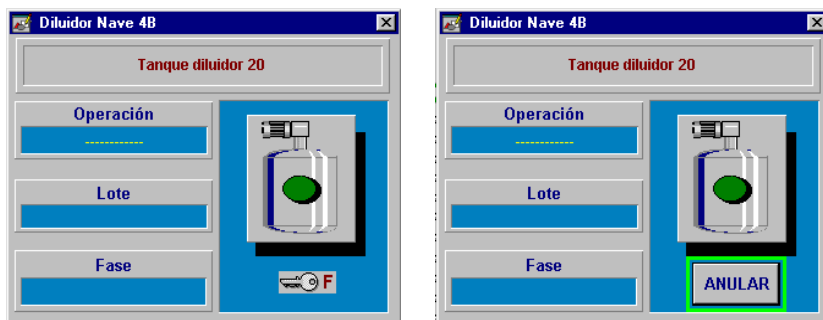 Diluidor Nave 4B
Tanque diluidor 20
Operación
------------
Lote
Fase
F
Diluidor Nave 4B
Tanque diluidor 20
Operación
------------
Lote
Fase
ANULAR